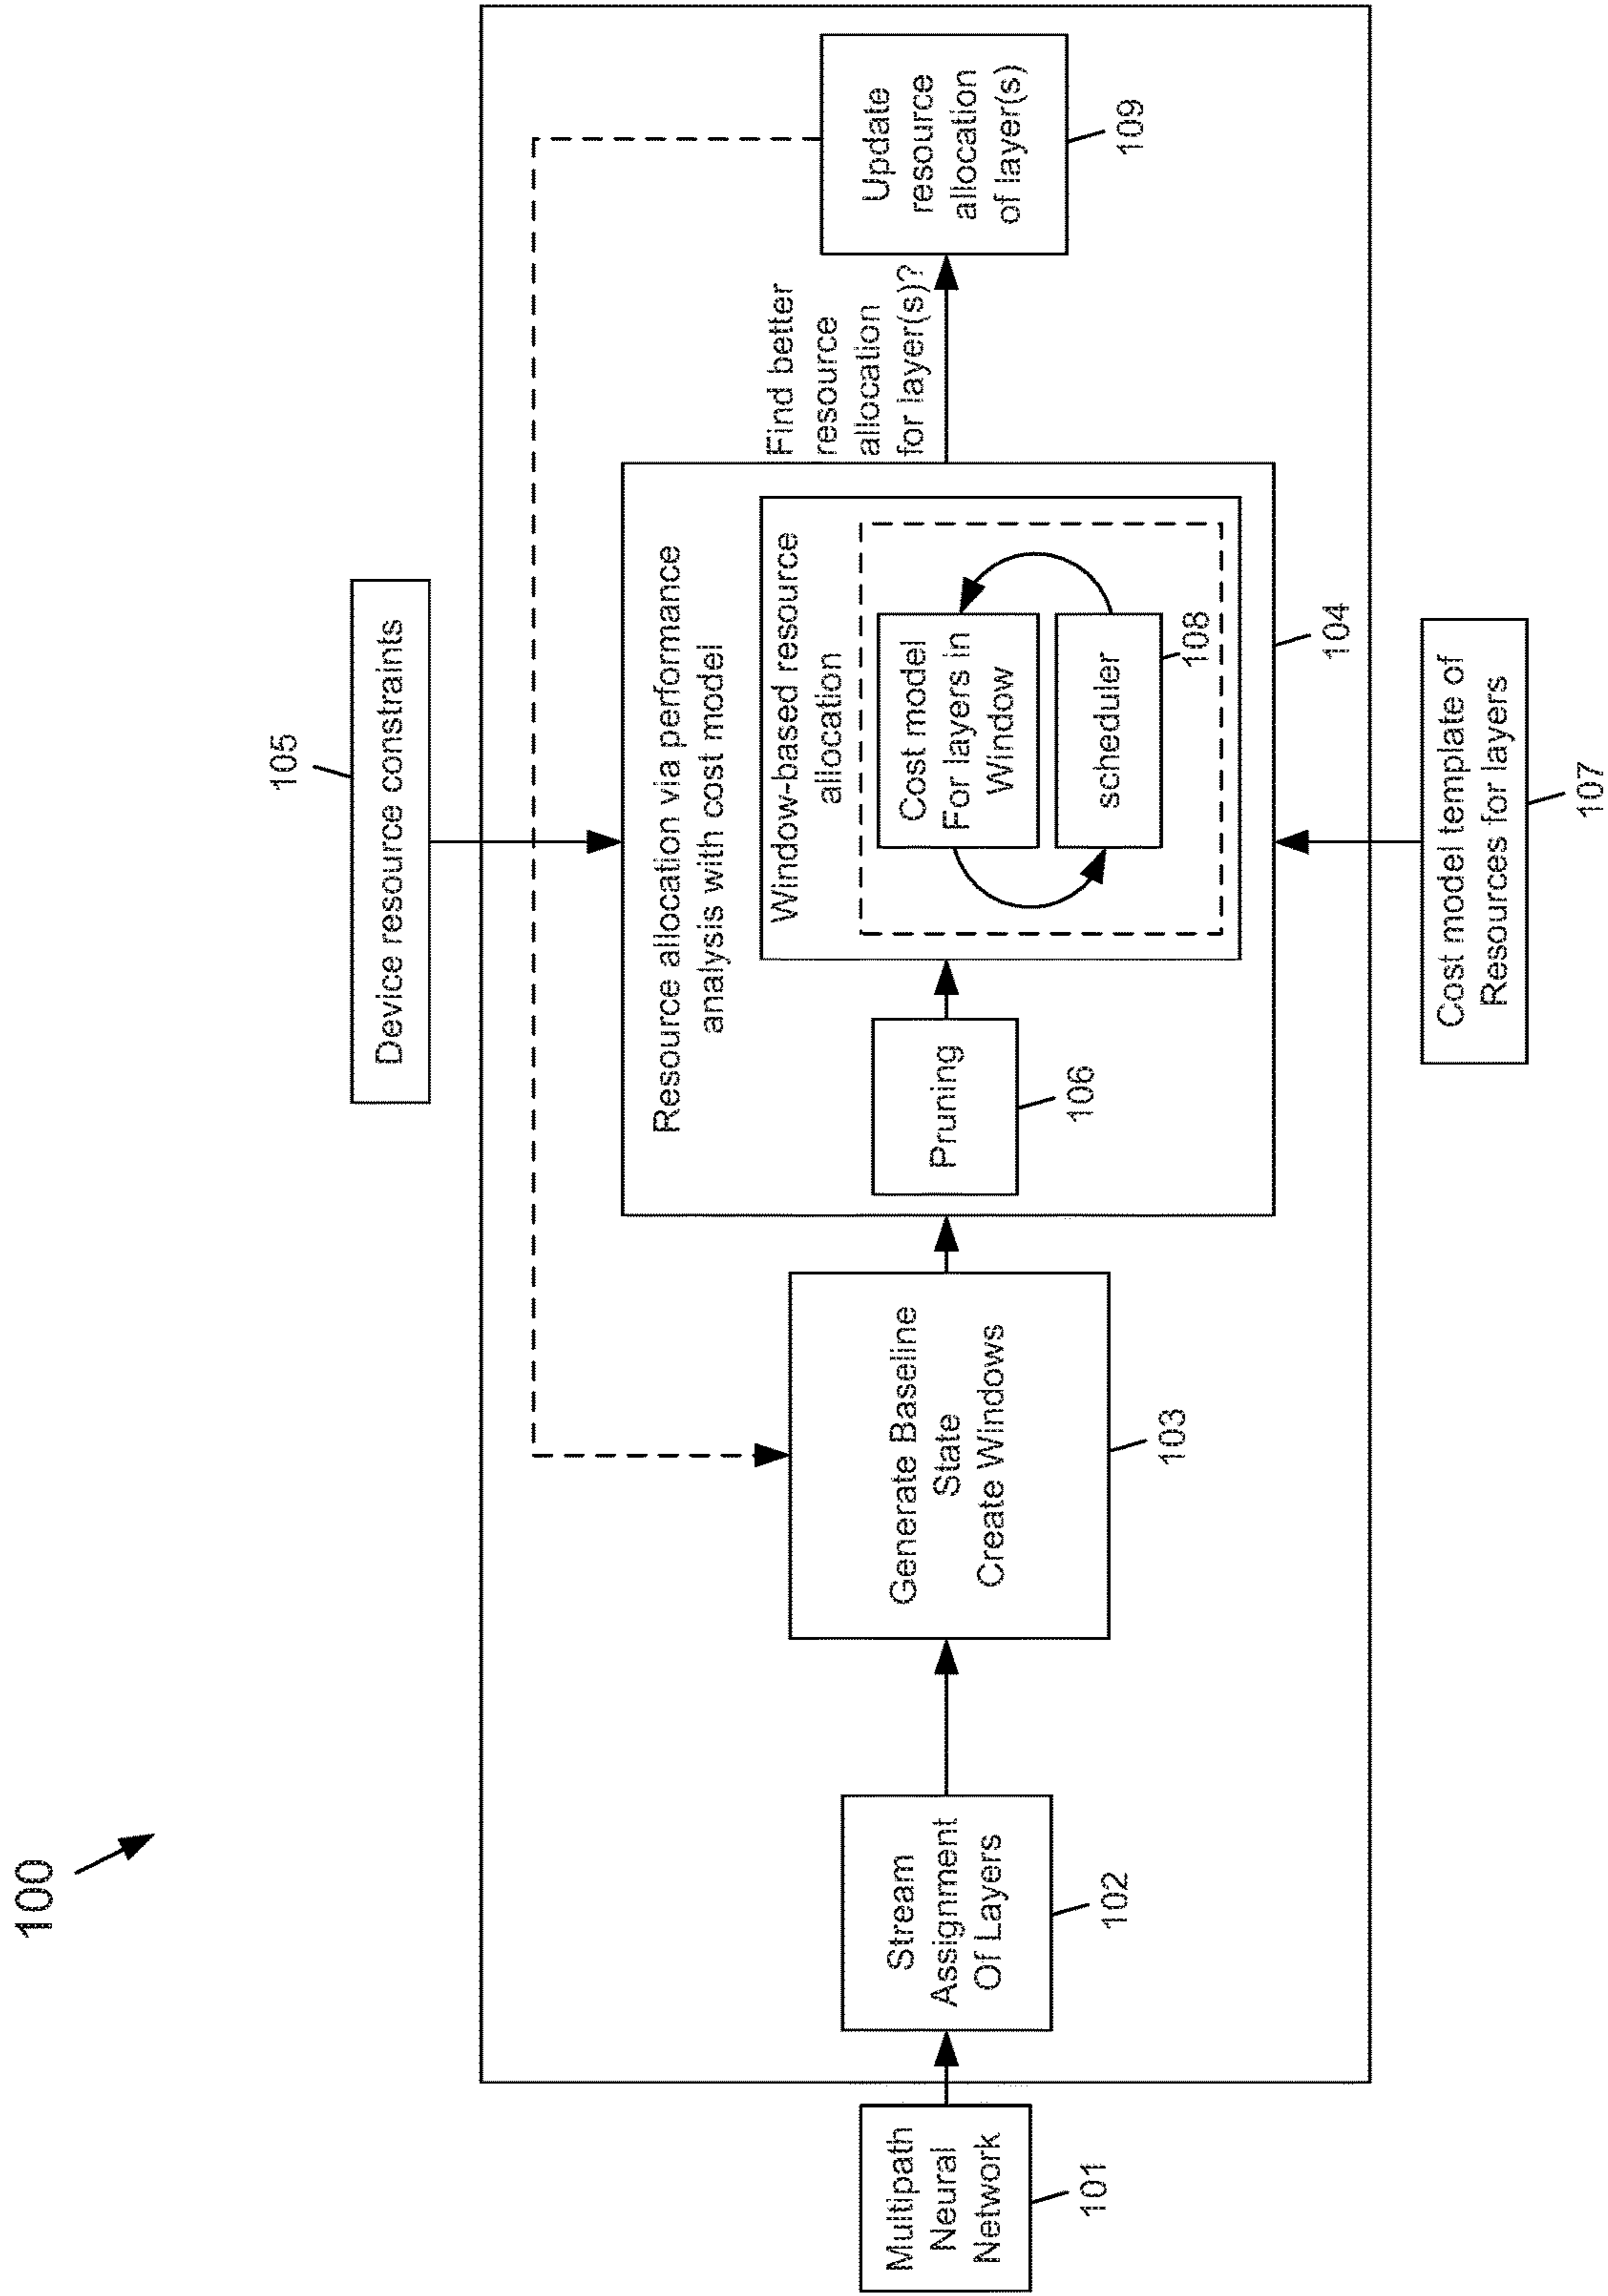 100
105
Device resource constraints
Multipath
Neural
Network
101
Stream
Assignment
Of Layers
102
Generate Baseline
State
Create Windows
103
Resource allocation via performance
analysis with cost model
Pruning
106
Window-based resource
allocation
Cost model
For layers in
Window
scheduler
108
104
Find better
resource
allocation
for layer(s)?
Update
resource
allocation
of layer(s)
109
Cost model template of
Resources for layers
107